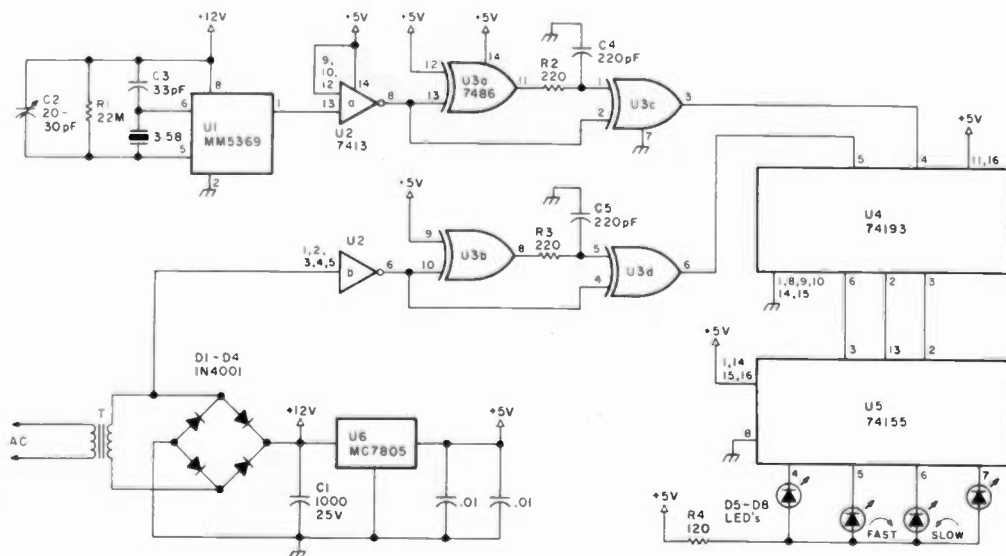 +12V
C2
20-
30pF
R1
22M
C3
33pF
3.58
6
5
8
U1
MM5369
1
2
+5V
9,
10,
12
14
13
a
8
U2
7413
+5V
+5V
12
13
14
U3a
7486
11
R2
220
C4
220pF
1
2
U3c
3
7
+5V
5
4
11,16
U4
74193
1,8,9,10
14,15
6
2
3
+5V
9
10
U3b
8
R3
220
C5
220pF
5
4
U3d
6
U2
1,2,
3,4,5
b
6
+5V
1,14
15,16
3
13
2
U5
74155
8
4
5
6
7
D1-D4
1N4001
AC
T
+12V
U6
MC7805
+5V
C1
1000
25V
.01
.01
+5V
R4
120
D5-D8
LED's
FAST
SLOW